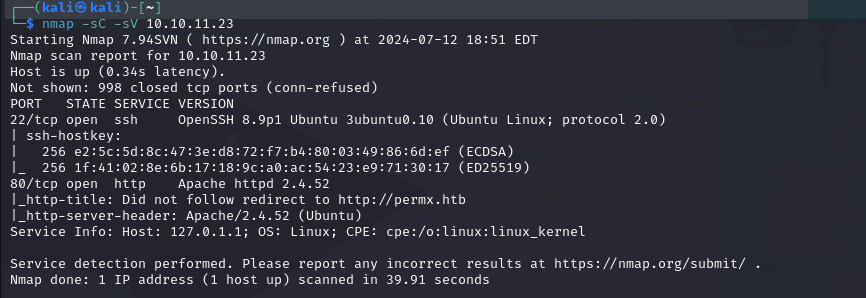 ┌──(kali㉿kali)-[~]
└─$ nmap -sC -sV 10.10.11.23
Starting Nmap 7.94SVN ( https://nmap.org ) at 2024-07-12 18:51 EDT
Nmap scan report for 10.10.11.23
Host is up (0.34s latency).
Not shown: 998 closed tcp ports (conn-refused)
PORT   STATE SERVICE VERSION
22/tcp open  ssh     OpenSSH 8.9p1 Ubuntu 3ubuntu0.10 (Ubuntu Linux; protocol 2.0)
| ssh-hostkey:
|   256 e2:5c:5d:8c:47:3e:d8:72:f7:b4:80:03:49:86:6d:ef (ECDSA)
|_  256 1f:41:02:8e:6b:17:18:9c:a0:ac:54:23:e9:71:30:17 (ED25519)
80/tcp open  http    Apache httpd 2.4.52
|_http-title: Did not follow redirect to http://permx.htb
|_http-server-header: Apache/2.4.52 (Ubuntu)
Service Info: Host: 127.0.1.1; OS: Linux; CPE: cpe:/o:linux:linux_kernel

Service detection performed. Please report any incorrect results at https://nmap.org/submit/ .
Nmap done: 1 IP address (1 host up) scanned in 39.91 seconds